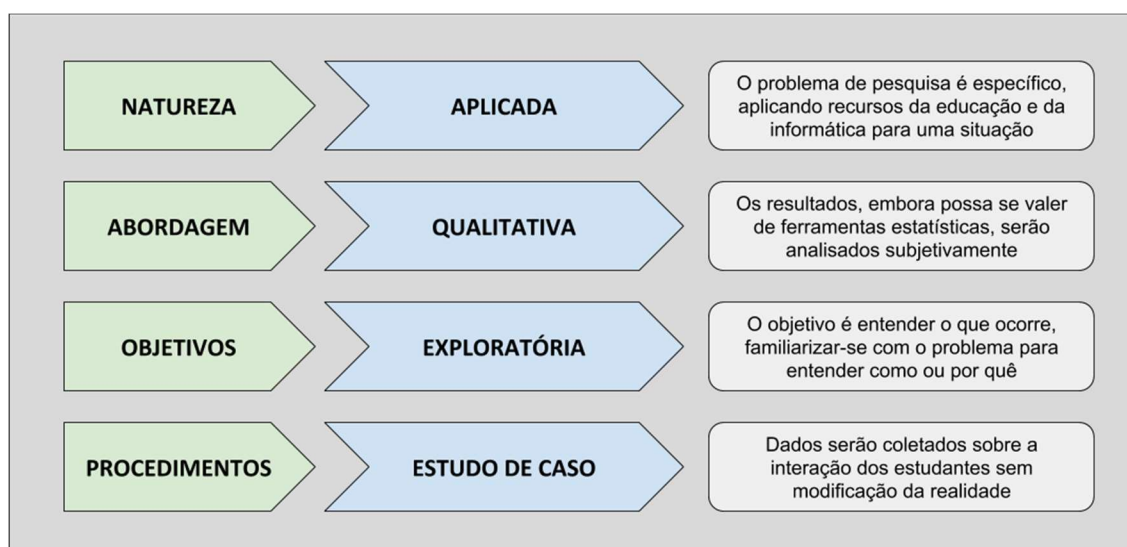 NATUREZA
APLICADA
O problema de pesquisa é específico,
aplicando recursos da educação e da
informática para uma situação
ABORDAGEM
QUALITATIVA
Os resultados, embora possa se valer
de ferramentas estatísticas, serão
analisados subjetivamente
OBJETIVOS
EXPLORATÓRIA
O objetivo é entender o que ocorre,
familiarizar-se com o problema para
entender como ou por quê
PROCEDIMENTOS
ESTUDO DE CASO
Dados serão coletados sobre a
interação dos estudantes sem
modificação da realidade